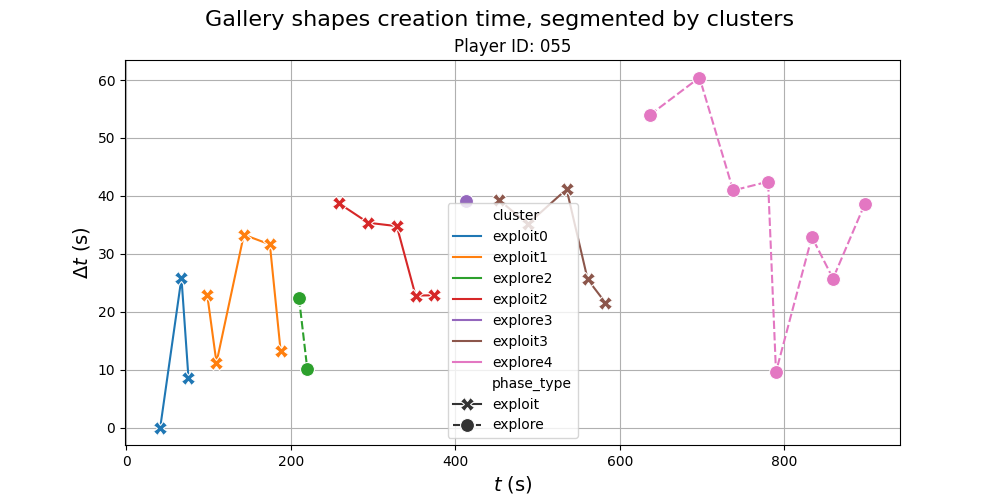 Gallery shapes creation time, segmented by clusters
Player ID: 055
60
50
40
30
20
10
0
Δt (s)
cluster
exploit0
exploit1
explore2
exploit2
explore3
exploit3
explore4
phase_type
exploit
explore
0 200 400 600 800
t (s)